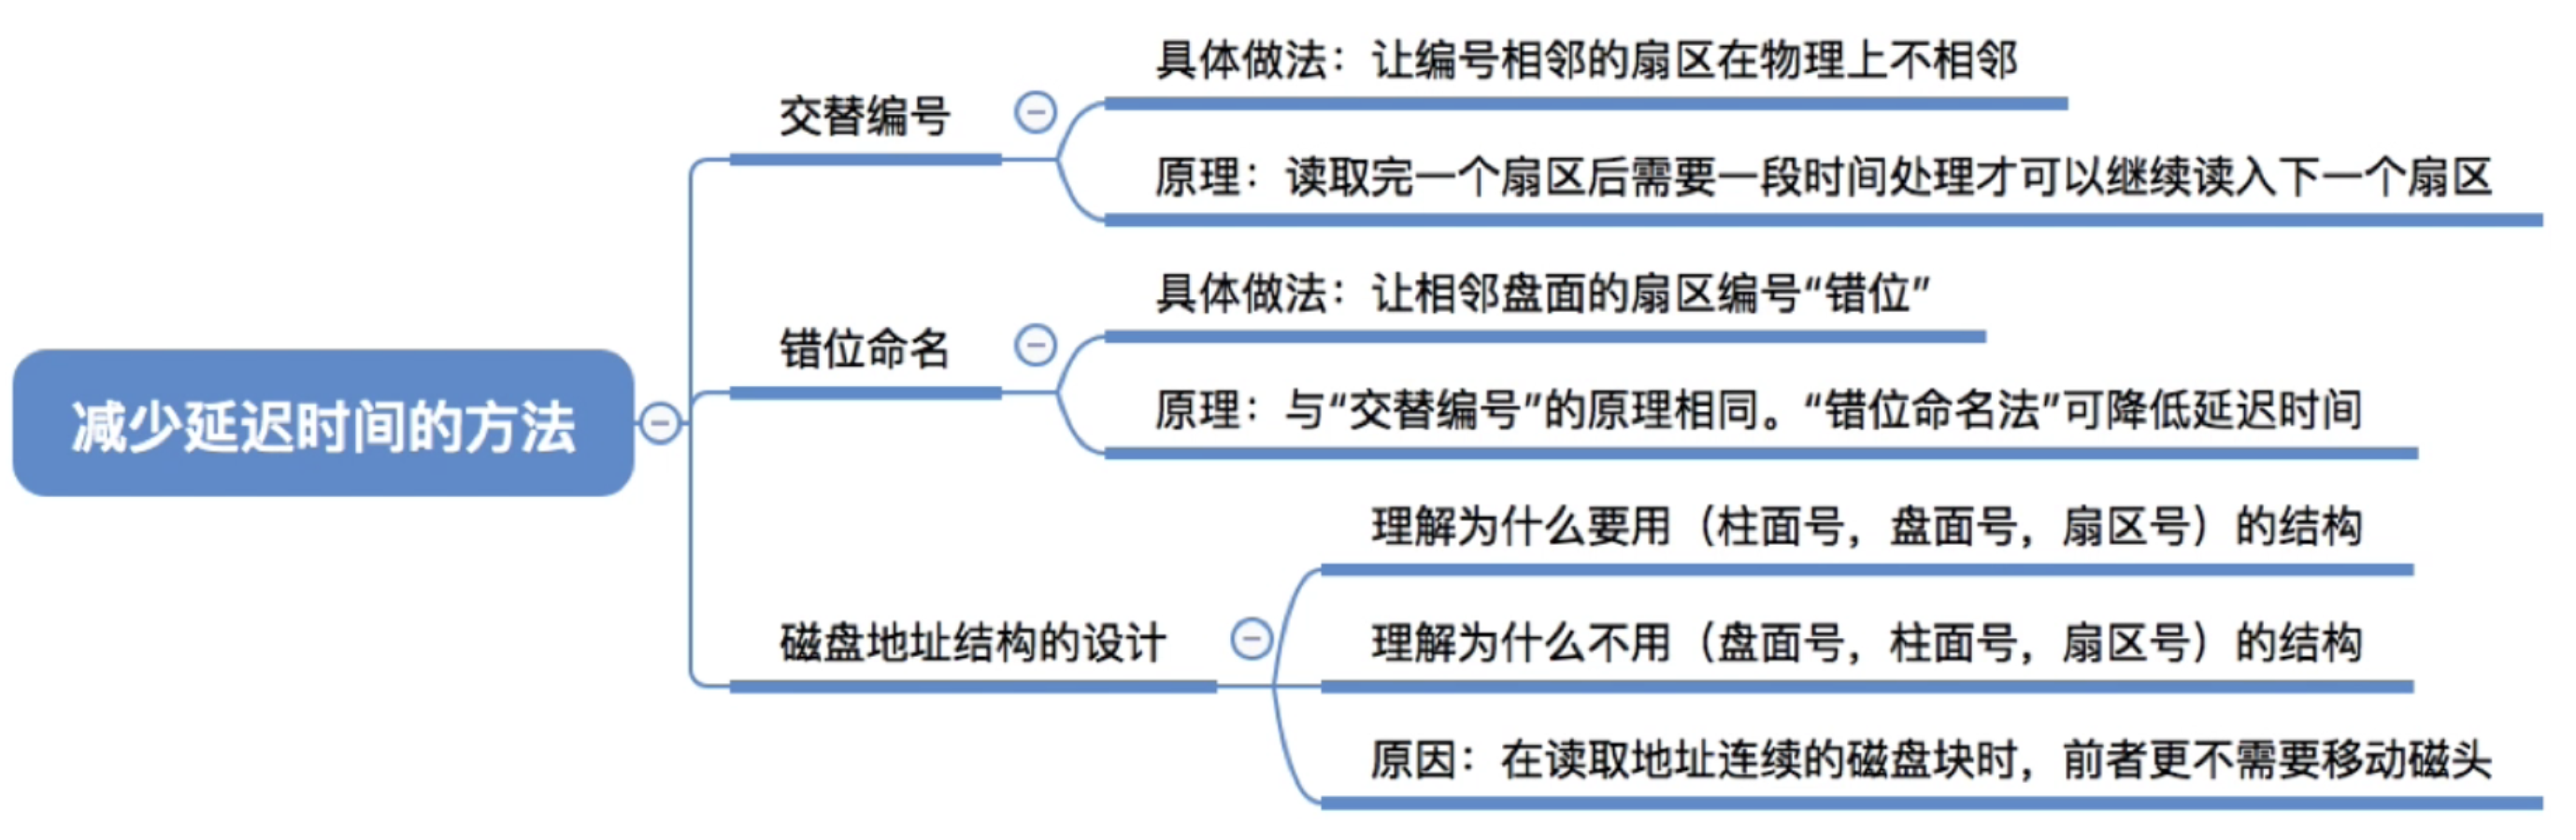 减少延迟时间的方法
交替编号
具体做法：让编号相邻的扇区在物理上不相邻
原理：读取完一个扇区后需要一段时间处理才可以继续读入下一个扇区
错位命名
具体做法：让相邻盘面的扇区编号“错位”
原理：与“交替编号”的原理相同。“错位命名法”可降低延迟时间
磁盘地址结构的设计
理解为什么要用（柱面号，盘面号，扇区号）的结构
理解为什么不用（盘面号，柱面号，扇区号）的结构
原因：在读取地址连续的磁盘块时，前者更不需要移动磁头